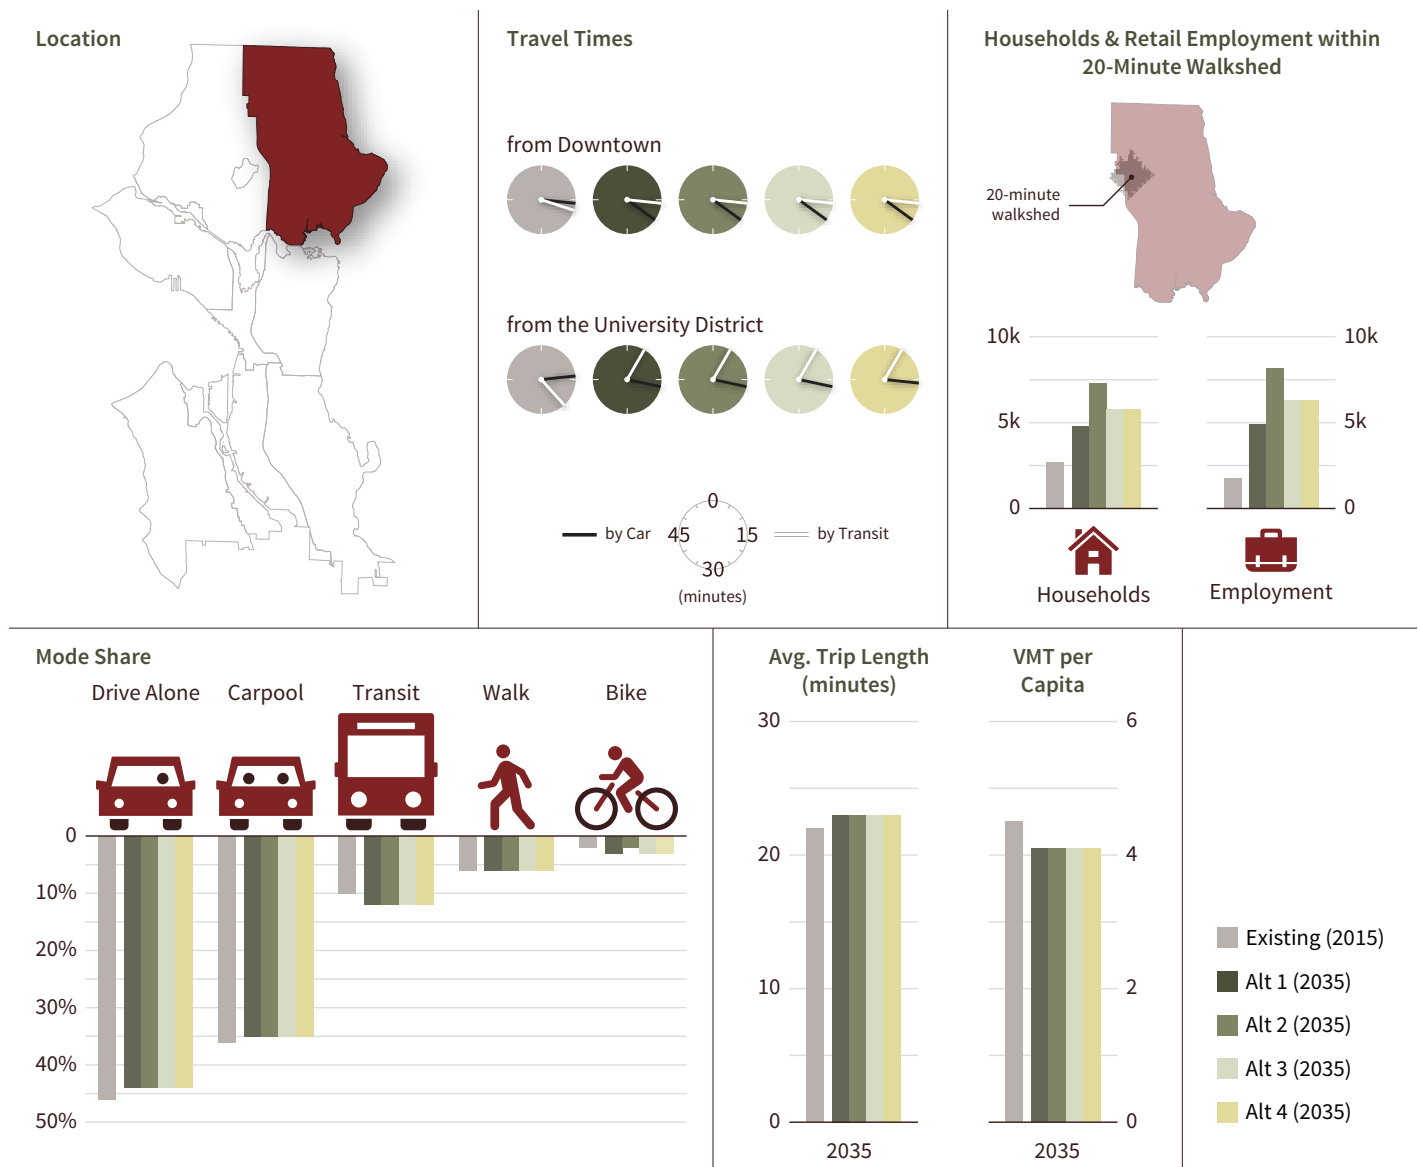 Location
Travel Times
from Downtown
from the University District
by Car
0
15
30
45
(minutes)
by Transit
Households & Retail Employment within
20-Minute Walkshed
20-minute
walkshed
10k
5k
0
10k
5k
0
Households
Employment
Mode Share
Drive Alone
Carpool
Transit
Walk
Bike
0
10%
20%
30%
40%
50%
Avg. Trip Length
(minutes)
30
20
10
0
2035
VMT per
Capita
6
4
2
0
2035
Existing (2015)
Alt 1 (2035)
Alt 2 (2035)
Alt 3 (2035)
Alt 4 (2035)